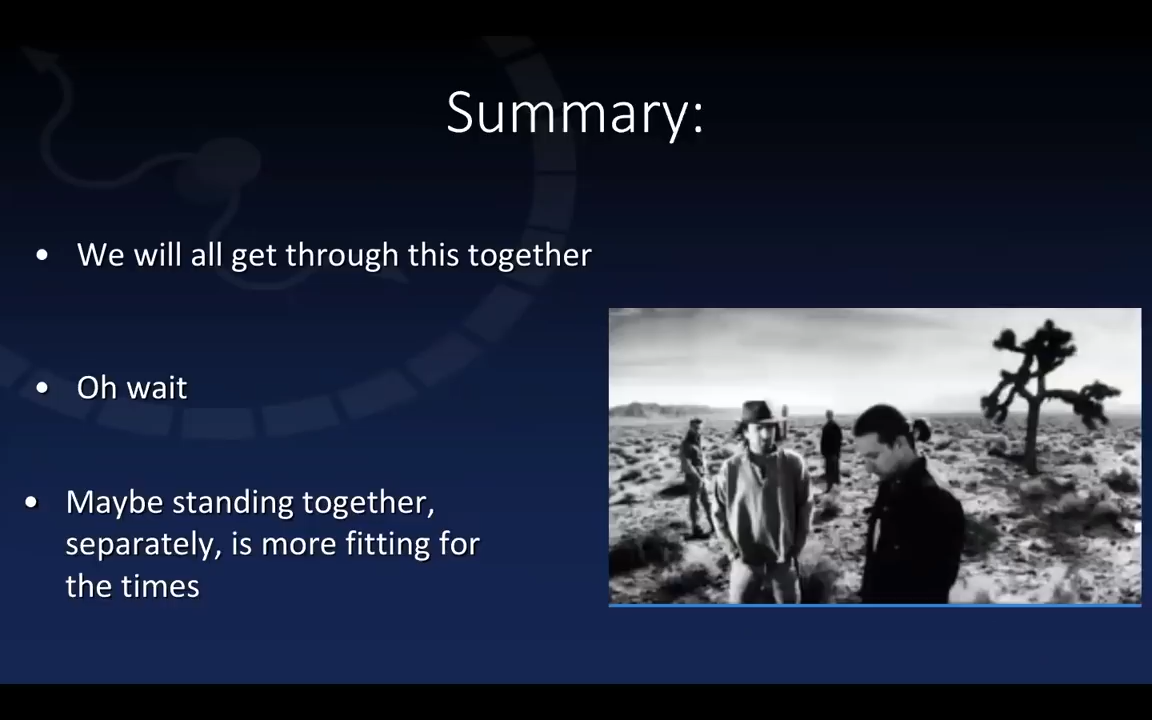 Summary:
• We will all get through this together
• Oh wait
• Maybe standing together,
separately, is more fitting for
the times